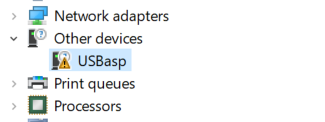 Network adapters
Other devices
USBasp
Print queues
Processors